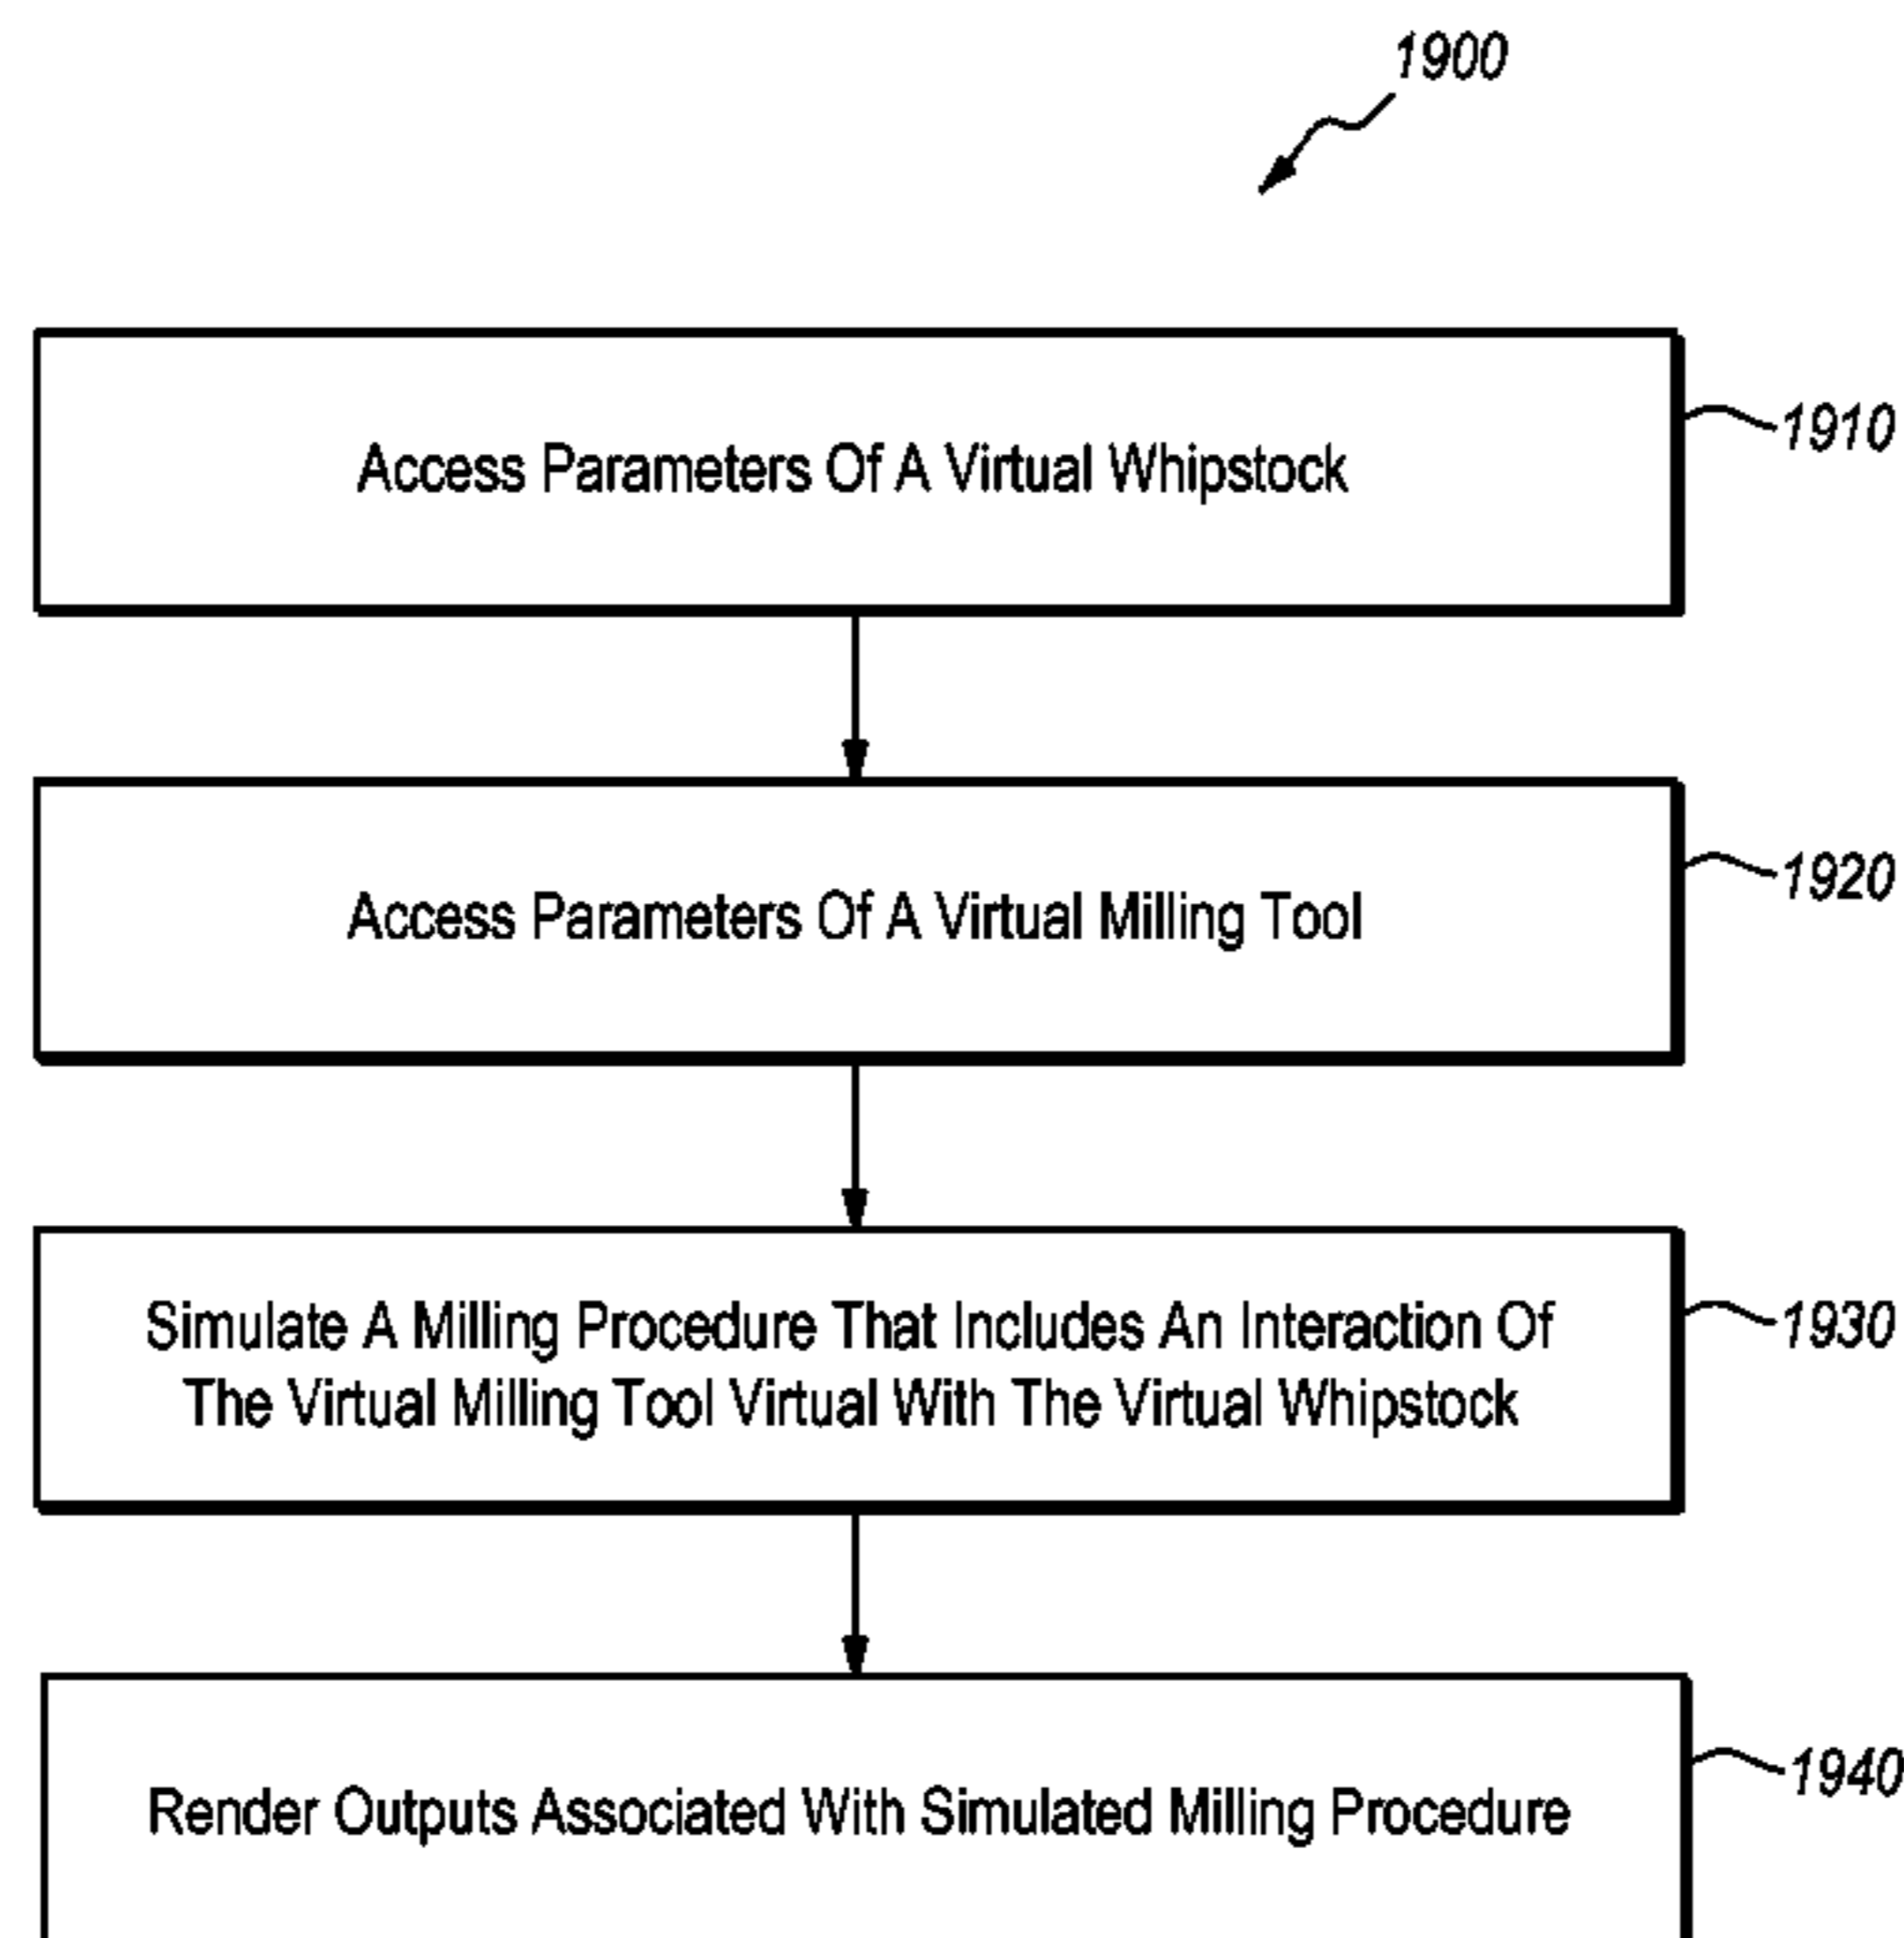 1900
Access Parameters Of A Virtual Whipstock
1910
Access Parameters Of A Virtual Milling Tool
1920
Simulate A Milling Procedure That Includes An Interaction Of
The Virtual Milling Tool Virtual With The Virtual Whipstock
1930
Render Outputs Associated With Simulated Milling Procedure
1940